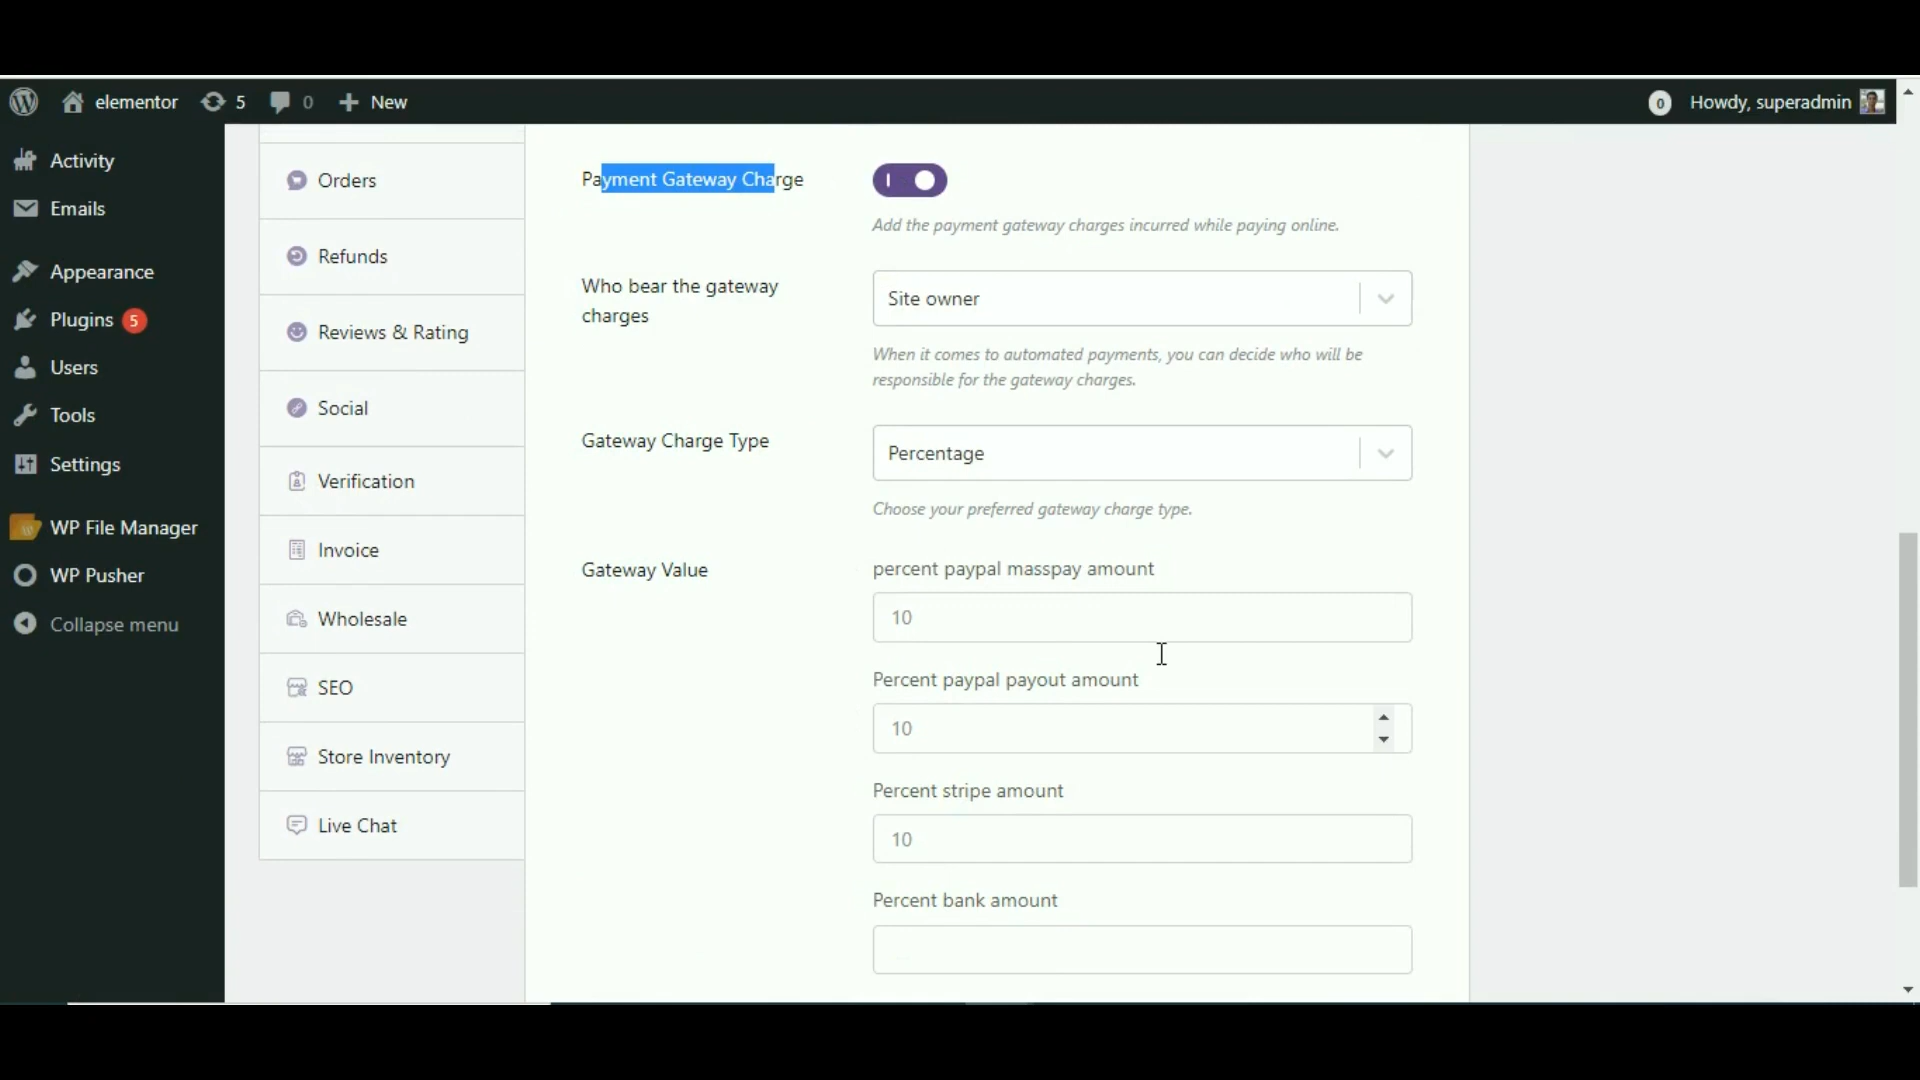 elementor 5 0 New 0 Howdy, superadmin
Activity
Emails
Appearance
Plugins 5
Users
Tools
Settings
WP File Manager
WP Pusher
Collapse menu
Orders
Refunds
Reviews & Rating
Social
Verification
Invoice
Wholesale
SEO
Store Inventory
Live Chat
Payment Gateway Charge
Add the payment gateway charges incurred while paying online.
Who bear the gateway
charges
Site owner
When it comes to automated payments, you can decide who will be
responsible for the gateway charges.
Gateway Charge Type
Percentage
Choose your preferred gateway charge type.
Gateway Value
percent paypal masspay amount
10
Percent paypal payout amount
10
Percent stripe amount
10
Percent bank amount